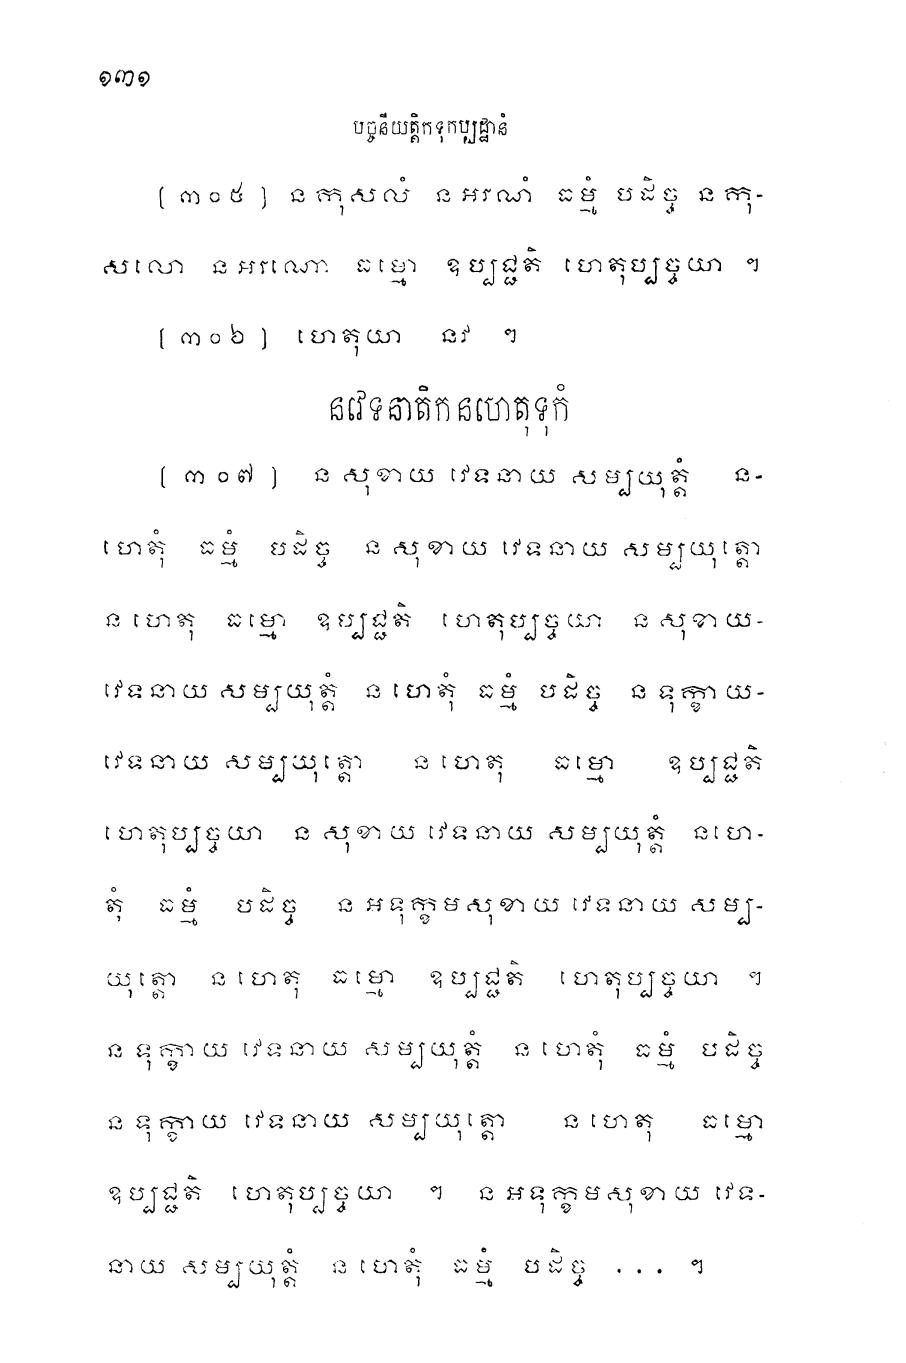 ១៣១
បច្ចនីយត្តិកទុកប្បដ្ឋានំ
[ ៣០៥ ] ន កុសលំ ន អរណំ ធម្មំ បដិច្ច ន កុ-
សលោ ន អរណោ ធម្មោ ឧប្បជ្ជតិ ហេតុប្បច្ចយា ។
[ ៣០៦ ] ហេតុយា នវ ។
នវេទនាតិកនហេតុទុកំ
[ ៣០៧ ] ន សុខាយ វេទនាយ សម្បយុត្តំ ន-
ហេតុំ ធម្មំ បដិច្ច ន សុខាយ វេទនាយ សម្បយុត្តោ
ន ហេតុ ធម្មោ ឧប្បជ្ជតិ ហេតុប្បច្ចយា ន សុខាយ-
វេទនាយ សម្បយុត្តំ ន ហេតុំ ធម្មំ បដិច្ច ន ទុក្ខាយ-
វេទនាយ សម្បយុត្តោ ន ហេតុ ធម្មោ ឧប្បជ្ជតិ
ហេតុប្បច្ចយា ន សុខាយ វេទនាយ សម្បយុត្តំ នហេ-
តុំ ធម្មំ បដិច្ច ន អទុក្ខមសុខាយ វេទនាយ សម្ប-
យុត្តោ ន ហេតុ ធម្មោ ឧប្បជ្ជតិ ហេតុប្បច្ចយា ។
ន ទុក្ខាយ វេទនាយ សម្បយុត្តំ ន ហេតុំ ធម្មំ បដិច្ច
ន ទុក្ខាយ វេទនាយ សម្បយុត្តោ ន ហេតុ ធម្មោ
ឧប្បជ្ជតិ ហេតុប្បច្ចយា ។ ន អទុក្ខមសុខាយ វេទ-
នាយ សម្បយុត្តំ ន ហេតុំ ធម្មំ បដិច្ច ... ។